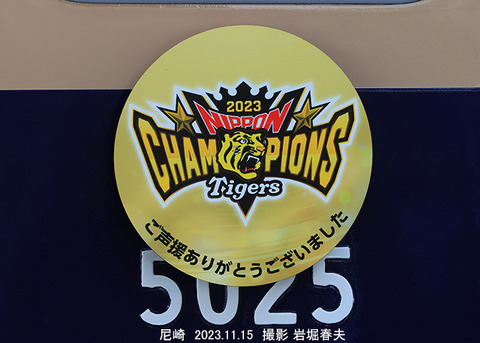 2023
NIPPON
CHAMPIONS
Tigers
ご声援ありがとうございました
5025
尼崎 2023.11.15 撮影 岩堀春夫